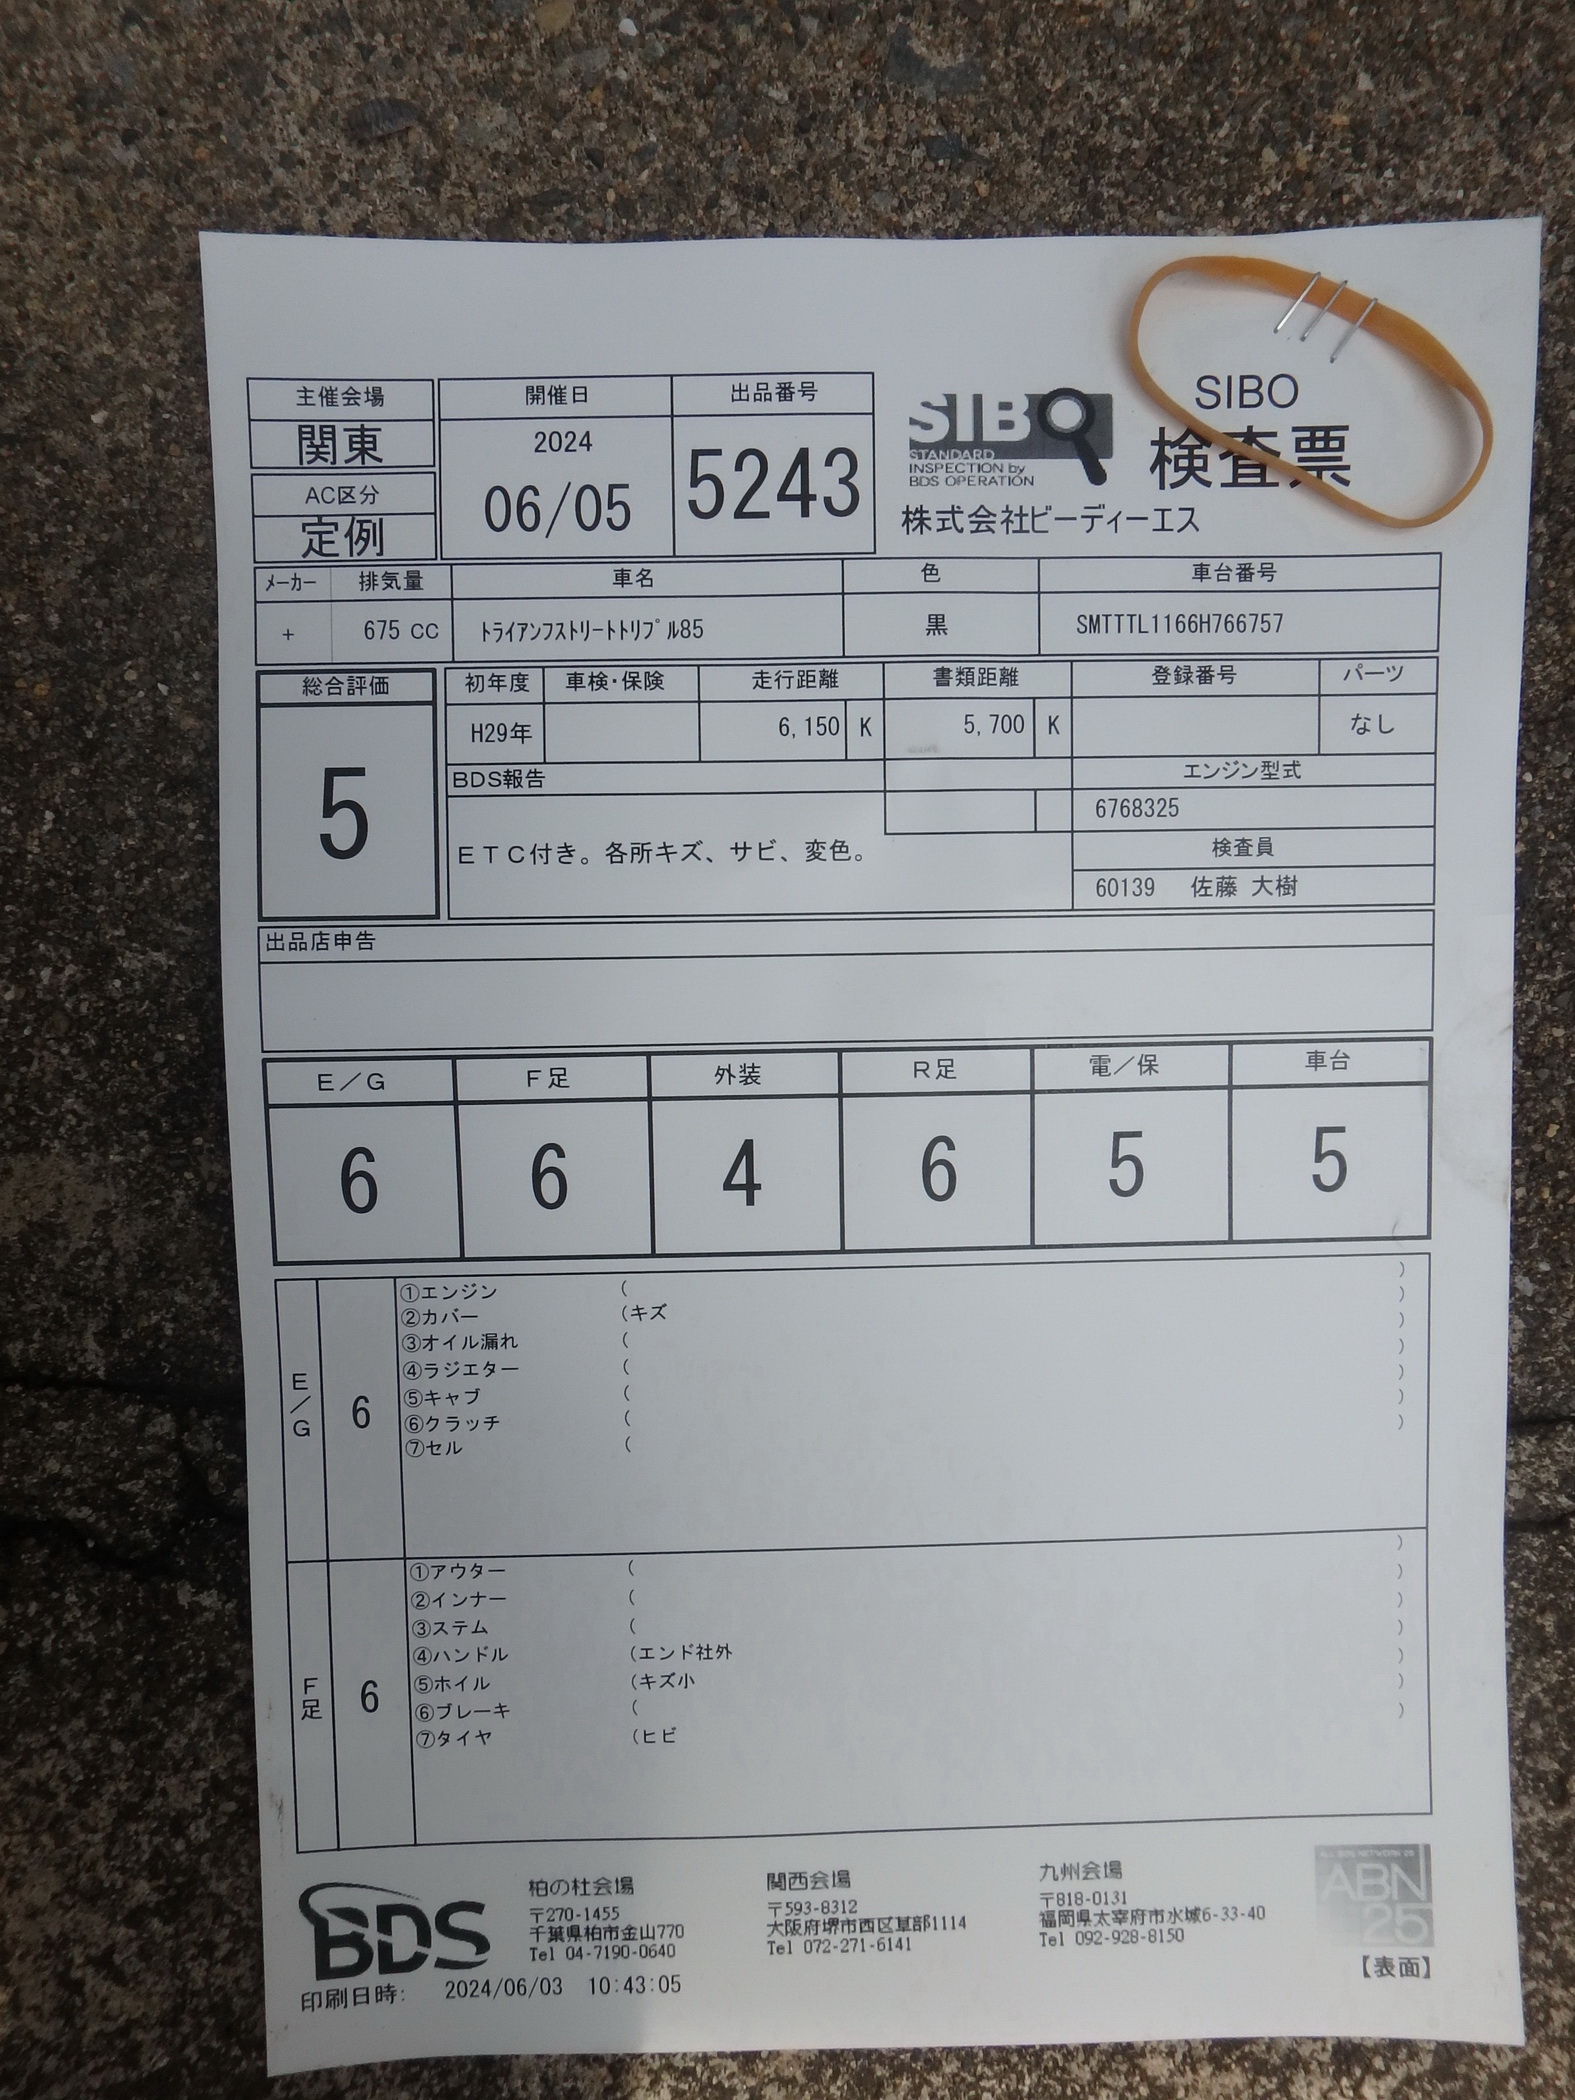 主催会場
関東
AC区分
定例
開催日
2024
06/05
出品番号
5243
SIBO
STANDARD
INSPECTION by
BDS OPERATION
SIBO
検査票
株式会社ビーディーエス
ﾒｰｶｰ 排気量 車名 色 車台番号
+ 675 CC ﾄﾗｲｱﾝﾌｽﾄﾘｰﾄﾄﾘﾌﾟﾙ85 黒 SMTTTL1166H766757
総合評価
5
初年度 車検・保険 走行距離 書類距離 登録番号 パーツ
H29年 6,150 K 5,700 K なし
BDS報告
ETC付き。各所キズ、サビ、変色。
エンジン型式
6768325
検査員
60139 佐藤 大樹
出品店申告
E/G F足 外装 R足 電/保 車台
6 6 4 6 5 5
E/G
6
①エンジン ( )
②カバー (キズ )
③オイル漏れ ( )
④ラジエター ( )
⑤キャブ ( )
⑥クラッチ ( )
⑦セル ( )
F足
6
①アウター ( )
②インナー ( )
③ステム ( )
④ハンドル (エンド社外 )
⑤ホイル (キズ小 )
⑥ブレーキ ( )
⑦タイヤ (ヒビ )
BDS
柏の杜会場
〒270-1455
千葉県柏市金山770
Tel 04-7190-0640
関西会場
〒593-8312
大阪府堺市西区草部1114
Tel 072-271-6141
九州会場
〒818-0131
福岡県太宰府市水城6-33-40
Tel 092-928-8150
ALL BDS NETWORK 25
ABN
'25
【表面】
印刷日時: 2024/06/03 10:43:05